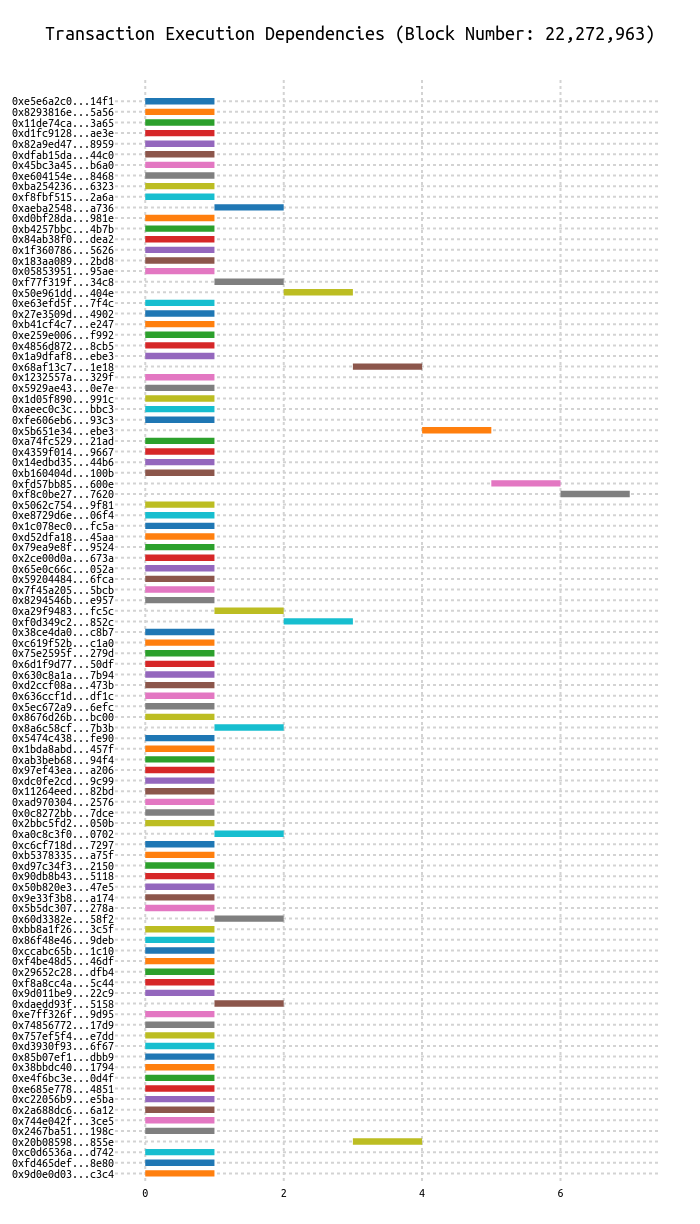 Transaction Execution Dependencies (Block Number: 22,272,963)
0xe5e6a2c0...14f1
0x8293816e...5a56
0x11de74ca...3a65
0xd1fc9128...ae3e
0x82a9ed47...8959
0xdfab15da...44c0
0x45bc3a45...b6a0
0xe604154e...8468
0xba254236...6323
0xf8fbf515...2a6a
0xaeba2548...a736
0xd0bf28da...981e
0xb4257bbc...4b7b
0x84ab38f0...dea2
0x1f360786...5626
0x183aa089...2bd8
0x05853951...95ae
0xf77f319f...34c8
0x50e961dd...404e
0xe63efd5f...7f4c
0x27e3509d...4902
0xb41cf4c7...e247
0xe259e006...f992
0x4856d872...8cb5
0x1a9dfaf8...ebe3
0x68af13c7...1e18
0x1232557a...329f
0x5929ae43...0e7e
0x1d05f890...991c
0xaeec0c3c...bbc3
0xfe606eb6...93c3
0x5b651e34...ebe3
0xa74fc529...21ad
0x4359f014...9667
0x14edbd35...44b6
0xb160404d...100b
0xfd57bb85...600e
0xf8c0be27...7620
0x5062c754...9f81
0xe8729d6e...06f4
0x1c078ec0...fc5a
0xd52dfa18...45aa
0x79ea9e8f...9524
0x2ce00d0a...673a
0x65e0c66c...052a
0x59204484...6fca
0x7f45a205...5bcb
0x8294546b...e957
0xa29f9483...fc5c
0xf0d349c2...852c
0x38ce4da0...c8b7
0xc619f52b...c1a0
0x75e2595f...279d
0x6d1f9d77...50df
0x630c8a1a...7b94
0xd2ccf08a...473b
0x636ccf1d...df1c
0x5ec672a9...6efc
0x8676d26b...bc00
0x8a6c58cf...7b3b
0x5474c438...fe90
0x1bda8abd...457f
0xab3beb68...94f4
0x97ef43ea...a206
0xdc0fe2cd...9c99
0x11264eed...82bd
0xad970304...2576
0x0c8272bb...7dce
0x2bbc5fd2...050b
0xa0c8c3f0...0702
0xc6cf718d...7297
0xb5378335...a75f
0xd97c34f3...2150
0x90db8b43...5118
0x50b820e3...47e5
0x9e33f3b8...a174
0x5b5dc307...278a
0x60d3382e...58f2
0xbb8a1f26...3c5f
0x86f48e46...9deb
0xccabc65b...1c10
0xf4be48d5...46df
0x29652c28...dfb4
0xf8a8cc4a...5c44
0x9d011be9...22c9
0xdaedd93f...5158
0xe7ff326f...9d95
0x74856772...17d9
0x757ef5f4...e7dd
0xd3930f93...6f67
0x85b07ef1...dbb9
0x38bbdc40...1794
0xe4f6bc3e...0d4f
0xe685e778...4851
0xc22056b9...e5ba
0x2a688dc6...6a12
0x744e042f...3ce5
0x2467ba51...198c
0x20b08598...855e
0xc0d6536a...d742
0xfd465def...8e80
0x9d0e0d03...c3c4
0 2 4 6